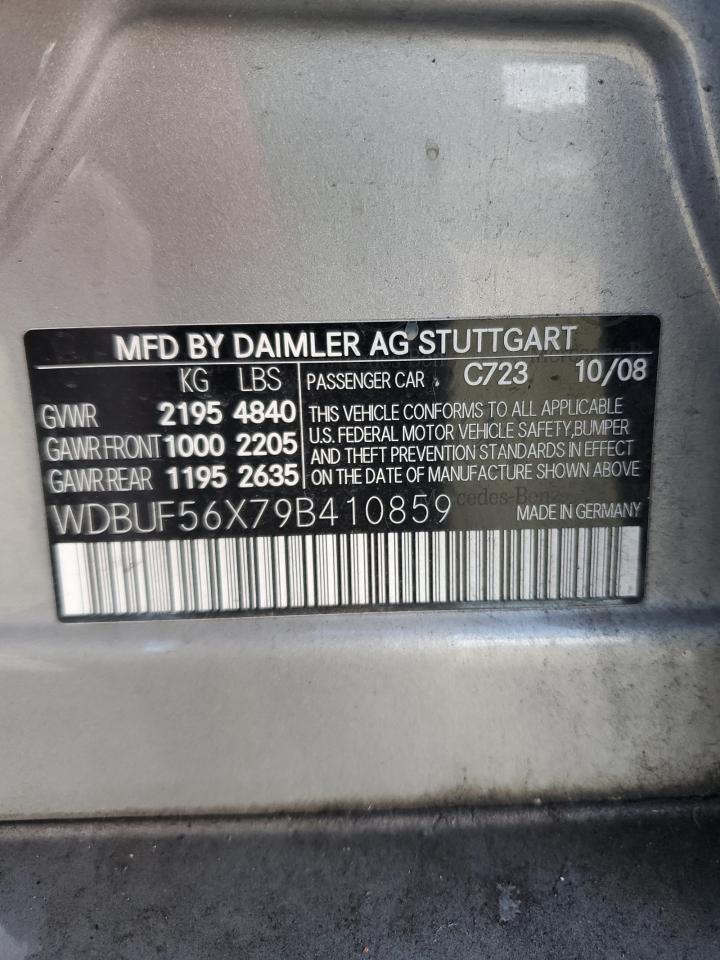 MFD BY DAIMLER AG STUTTGART
KG LBS
GVWR 2195 4840
GAWR FRONT 1000 2205
GAWR REAR 1195 2635
PASSENGER CAR C723 10/08
THIS VEHICLE CONFORMS TO ALL APPLICABLE
U.S. FEDERAL MOTOR VEHICLE SAFETY, BUMPER
AND THEFT PREVENTION STANDARDS IN EFFECT
ON THE DATE OF MANUFACTURE SHOWN ABOVE
Mercedes-Benz
WDBUF56X79B410859 MADE IN GERMANY